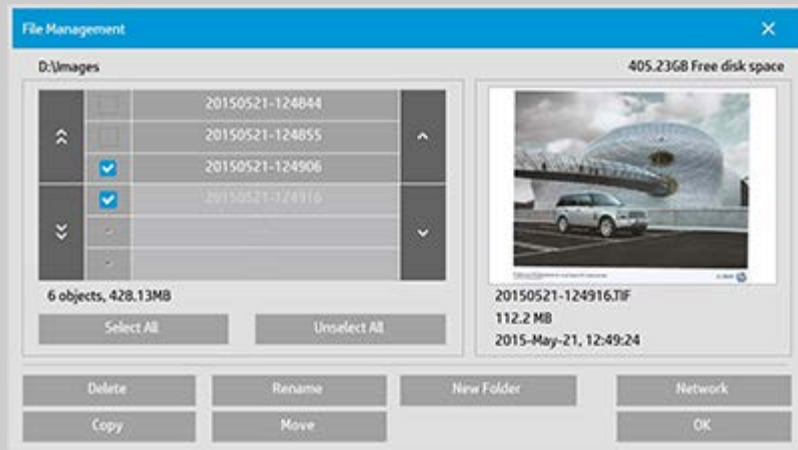 File Management
D:\Images
405.23GB Free disk space
20150521-124844
20150521-124855
20150521-124906
20150521-124916
6 objects, 428.13MB
Select All
Unselect All
20150521-124916.TIF
112.2 MB
2015-May-21, 12:49:24
Delete
Rename
New Folder
Network
Copy
Move
OK